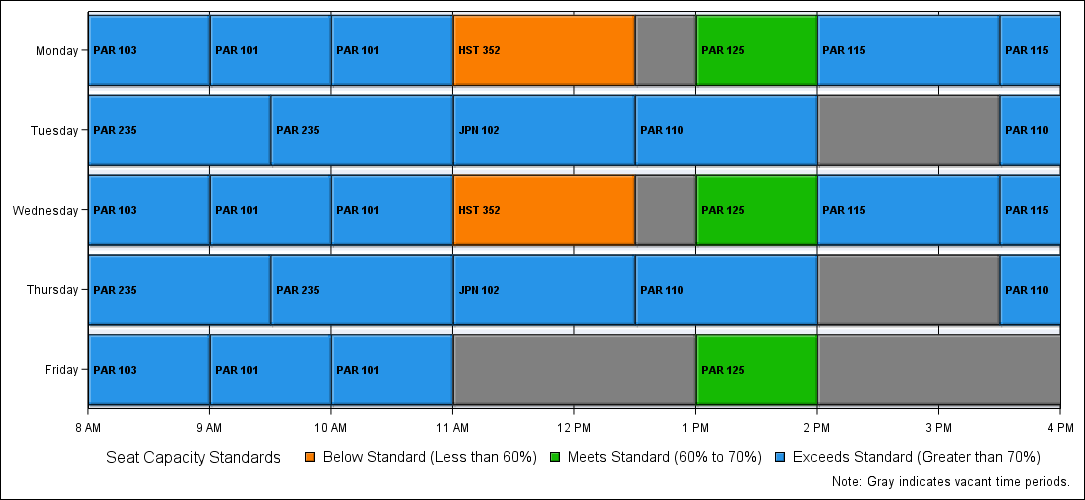 Monday PAR 103 PAR 101 PAR 101 HST 352 PAR 125 PAR 115 PAR 115
Tuesday PAR 235 PAR 235 JPN 102 PAR 110 PAR 110
Wednesday PAR 103 PAR 101 PAR 101 HST 352 PAR 125 PAR 115 PAR 115
Thursday PAR 235 PAR 235 JPN 102 PAR 110 PAR 110
Friday PAR 103 PAR 101 PAR 101 PAR 125
8 AM 9 AM 10 AM 11 AM 12 PM 1 PM 2 PM 3 PM 4 PM
Seat Capacity Standards Below Standard (Less than 60%) Meets Standard (60% to 70%) Exceeds Standard (Greater than 70%)
Note: Gray indicates vacant time periods.